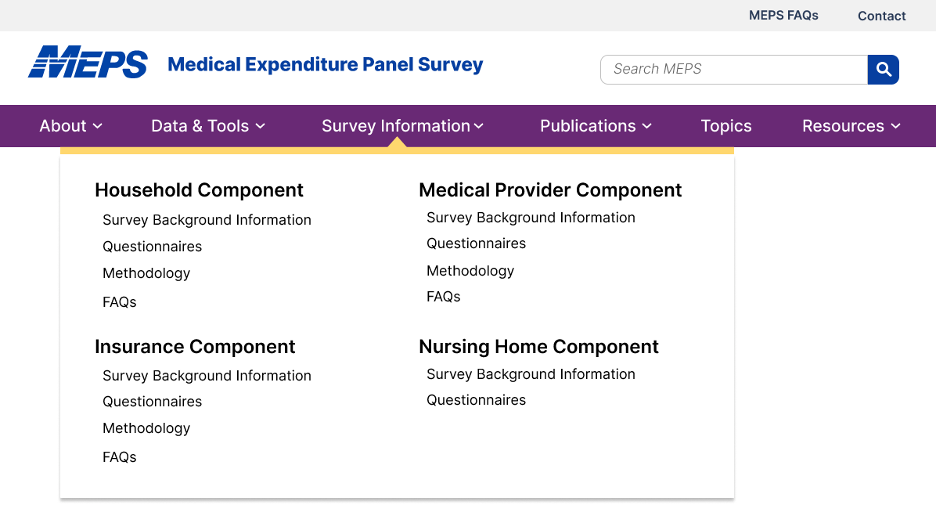 MEPS FAQs
Contact
MEPS
Medical Expenditure Panel Survey
Search MEPS
About
Data & Tools
Survey Information
Publications
Topics
Resources
Household Component
Survey Background Information
Questionnaires
Methodology
FAQs
Medical Provider Component
Survey Background Information
Questionnaires
Methodology
FAQs
Insurance Component
Survey Background Information
Questionnaires
Methodology
FAQs
Nursing Home Component
Survey Background Information
Questionnaires